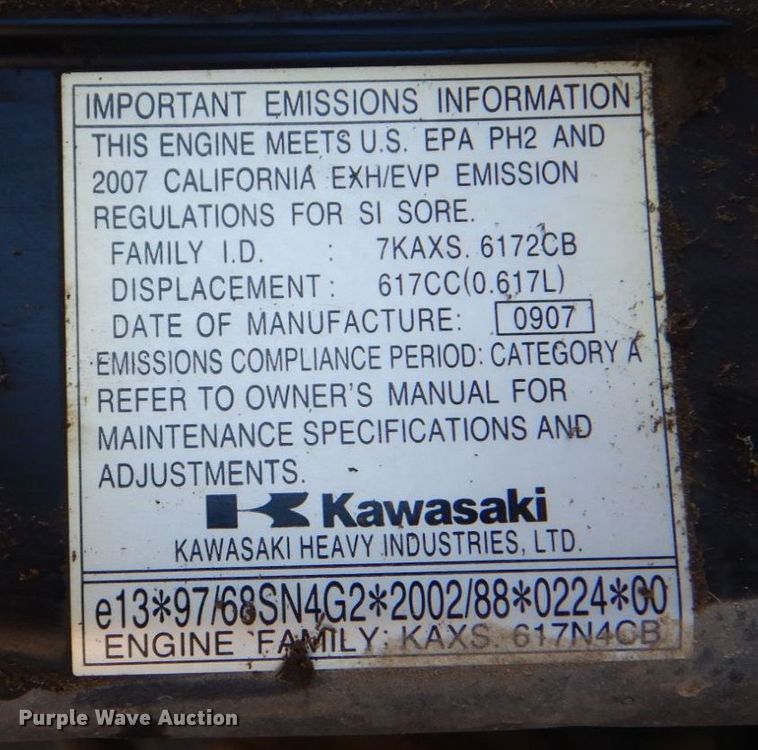 IMPORTANT EMISSIONS INFORMATION
THIS ENGINE MEETS U.S. EPA PH2 AND
2007 CALIFORNIA EXH/EVP EMISSION
REGULATIONS FOR SI SORE.
FAMILY I.D. : 7KAXS. 6172CB
DISPLACEMENT : 617CC(0.617L)
DATE OF MANUFACTURE: 0907
EMISSIONS COMPLIANCE PERIOD: CATEGORY A
REFER TO OWNER'S MANUAL FOR
MAINTENANCE SPECIFICATIONS AND
ADJUSTMENTS.
Kawasaki
KAWASAKI HEAVY INDUSTRIES, LTD.
e13*97/68SN4G2*2002/88*0224*00
ENGINE FAMILY: KAXS. 617N4CB
Purple Wave Auction